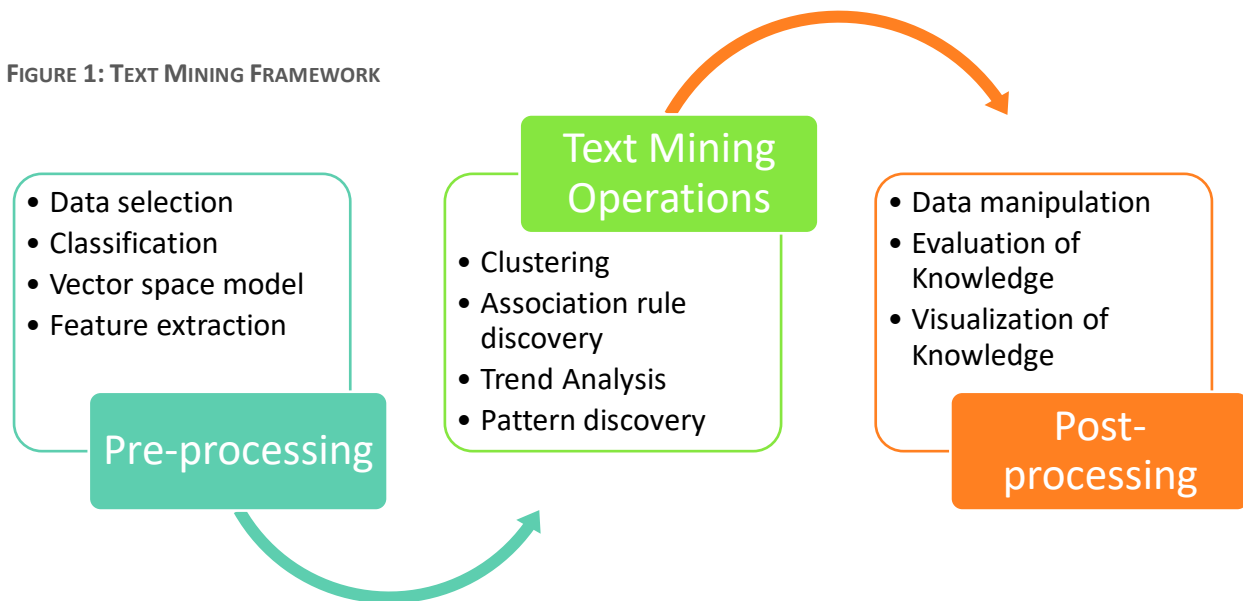 FIGURE 1: TEXT MINING FRAMEWORK
• Data selection
• Classification
• Vector space model
• Feature extraction
Pre-processing
Text Mining
Operations
• Clustering
• Association rule
discovery
• Trend Analysis
• Pattern discovery
• Data manipulation
• Evaluation of
Knowledge
• Visualization of
Knowledge
Post-
processing